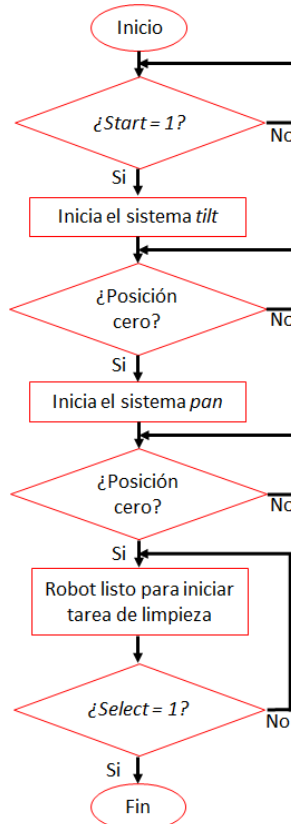 Inicio
¿Start = 1?
No
Si
Inicia el sistema tilt
¿Posición
cero?
No
Si
Inicia el sistema pan
¿Posición
cero?
No
Si
Robot listo para iniciar
tarea de limpieza
¿Select = 1?
No
Si
Fin